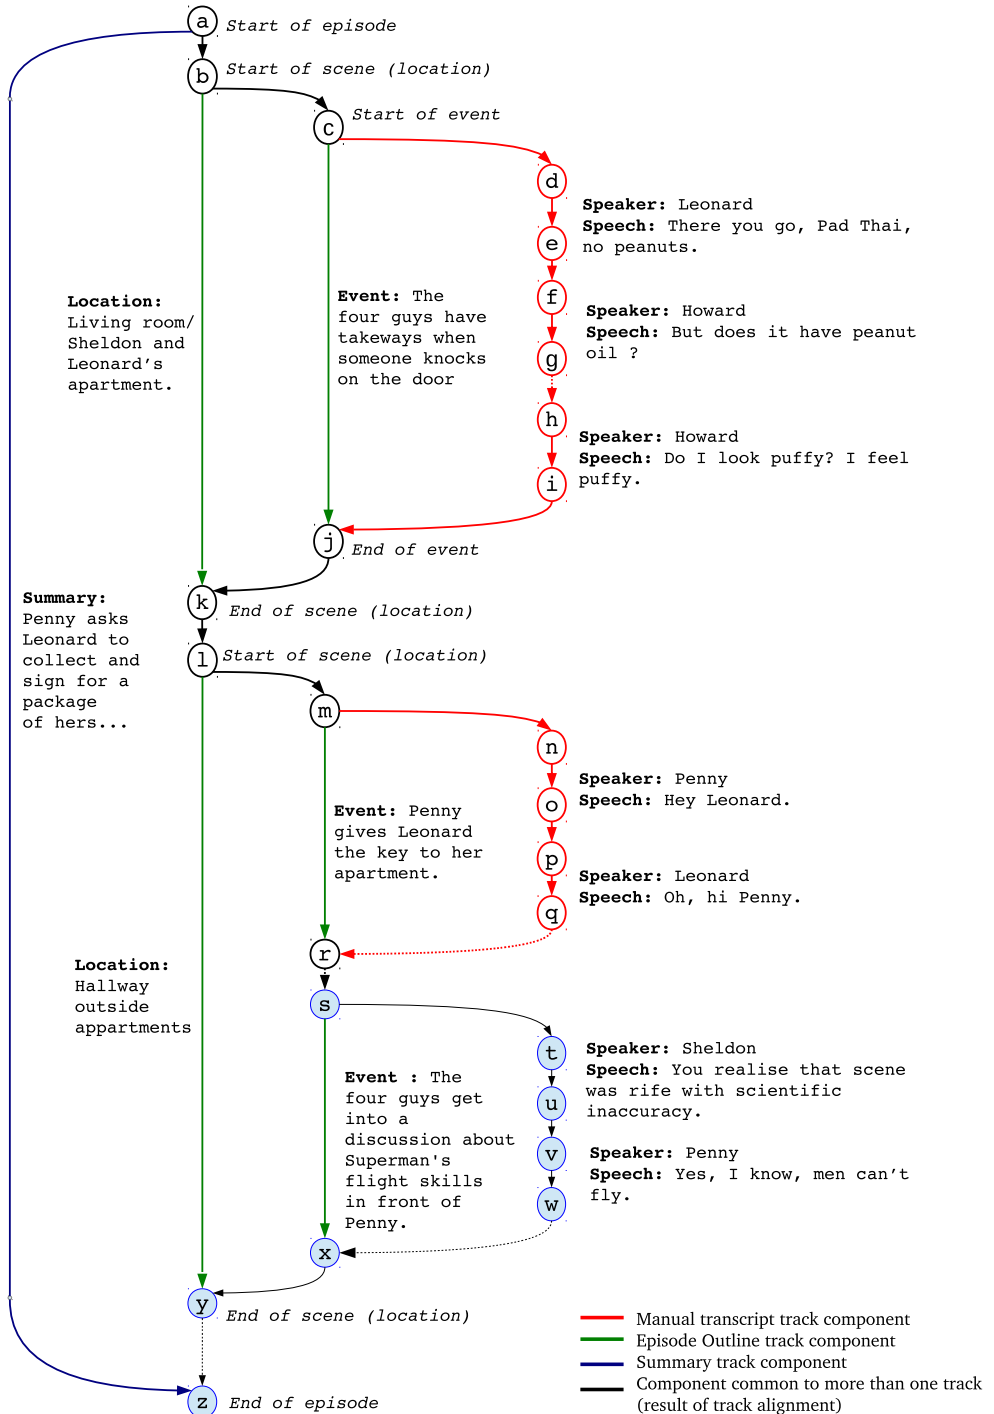 a
Start of episode
b
Start of scene (location)
c
Start of event
d
Speaker: Leonard
Speech: There you go, Pad Thai,
no peanuts.
e
Location:
Living room/
Sheldon and
Leonard's
apartment.
Event: The
four guys have
takeways when
someone knocks
on the door
f
Speaker: Howard
Speech: But does it have peanut
oil ?
g
h
Speaker: Howard
Speech: Do I look puffy? I feel
puffy.
i
j
End of event
k
End of scene (location)
Summary:
Penny asks
Leonard to
collect and
sign for a
package
of hers...
l
Start of scene (location)
m
n
Speaker: Penny
Speech: Hey Leonard.
o
Event: Penny
gives Leonard
the key to her
apartment.
p
Speaker: Leonard
Speech: Oh, hi Penny.
q
r
Location:
Hallway
outside
appartments
s
t
Speaker: Sheldon
Speech: You realise that scene
was rife with scientific
inaccuracy.
u
Event : The
four guys get
into a
discussion about
Superman's
flight skills
in front of
Penny.
v
Speaker: Penny
Speech: Yes, I know, men can't
fly.
w
x
y
End of scene (location)
z
End of episode
Manual transcript track component
Episode Outline track component
Summary track component
Component common to more than one track
(result of track alignment)